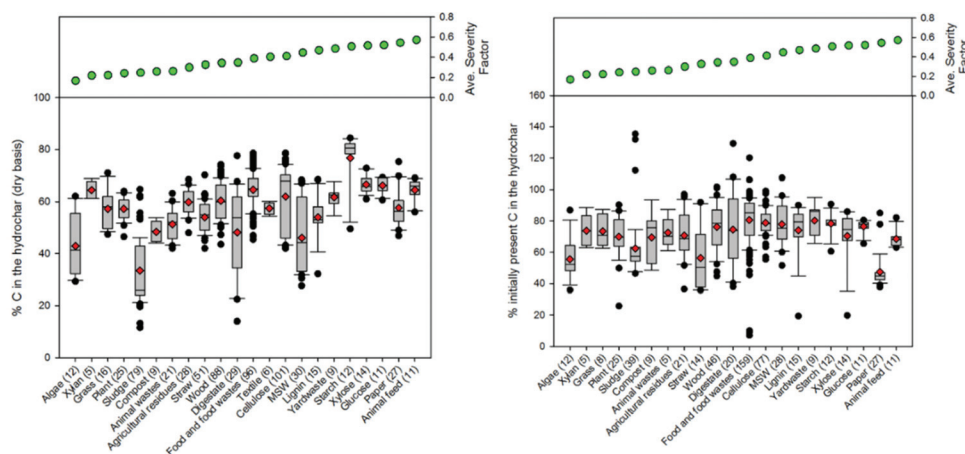 0.8
0.6
0.4
0.2
0.0
Ave. Severity
Factor
100
80
60
40
20
0
% C in the hydrochar (dry basis)
Algae (12)
Xylan (5)
Grass (16)
Plant (25)
Sludge (79)
Compost (9)
Animal wastes (21)
Agricultural residues (28)
Straw (51)
Wood (88)
Digestate (29)
Food and food wastes (96)
Textile (6)
Cellulose (101)
MSW (30)
Lignin (15)
Yardwaste (9)
Starch (12)
Xylose (14)
Glucose (11)
Paper (27)
Animal feed (11)
0.8
0.6
0.4
0.2
0.0
Ave. Severity
Factor
160
140
120
100
80
60
40
20
0
% initially present C in the hydrochar
Algae (12)
Xylan (5)
Grass (8)
Plant (25)
Sludge (39)
Compost (9)
Animal wastes (5)
Agricultural residues (21)
Straw (14)
Wood (46)
Digestate (20)
Food and food wastes (159)
Cellulose (77)
MSW (28)
Lignin (15)
Yardwaste (9)
Starch (12)
Xylose (14)
Glucose (11)
Paper (27)
Animal feed (11)